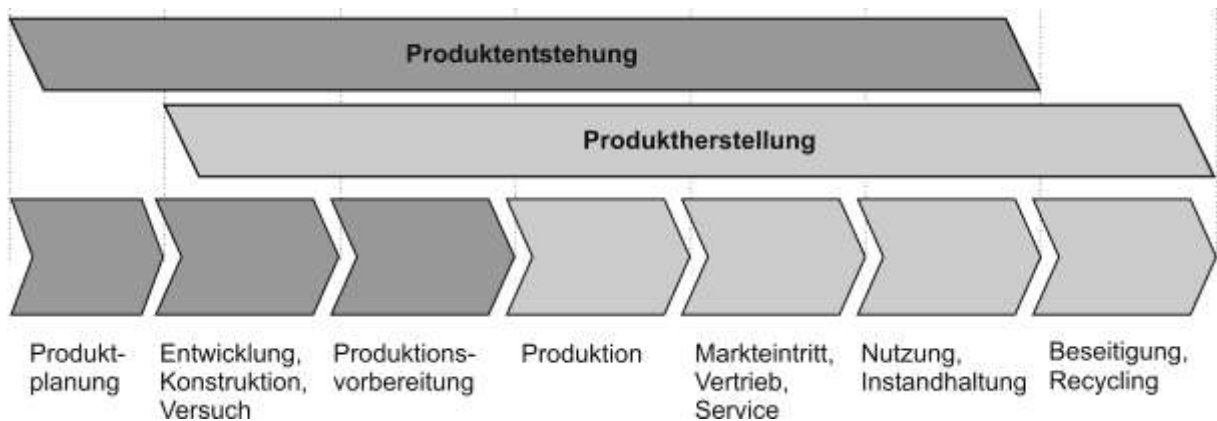 Produktentstehung
Produktherstellung
Produkt-
planung
Entwicklung,
Konstruktion,
Versuch
Produktions-
vorbereitung
Produktion
Markteintritt,
Vertrieb,
Service
Nutzung,
Instandhaltung
Beseitigung,
Recycling